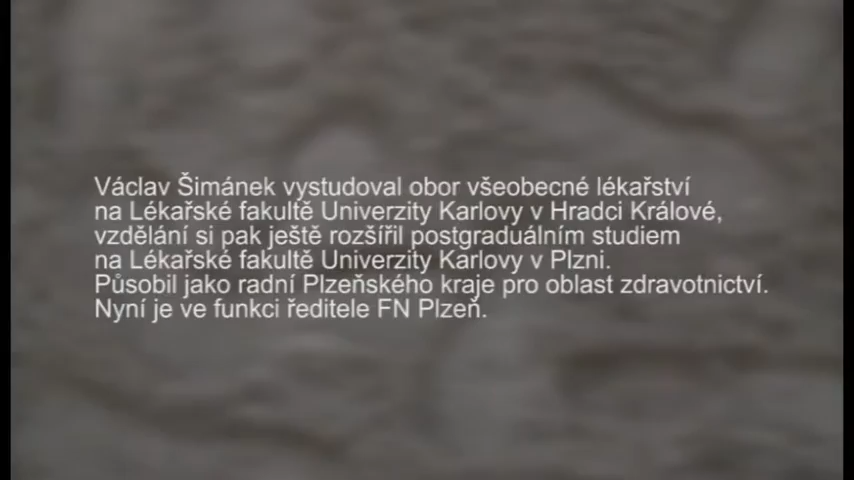 Václav Šimánek vystudoval obor všeobecné lékařství
na Lékařské fakultě Univerzity Karlovy v Hradci Králové,
vzdělání si pak ještě rozšířil postgraduálním studiem
na Lékařské fakultě Univerzity Karlovy v Plzni.
Působil jako radní Plzeňského kraje pro oblast zdravotnictví.
Nyní je ve funkci ředitele FN Plzeň.